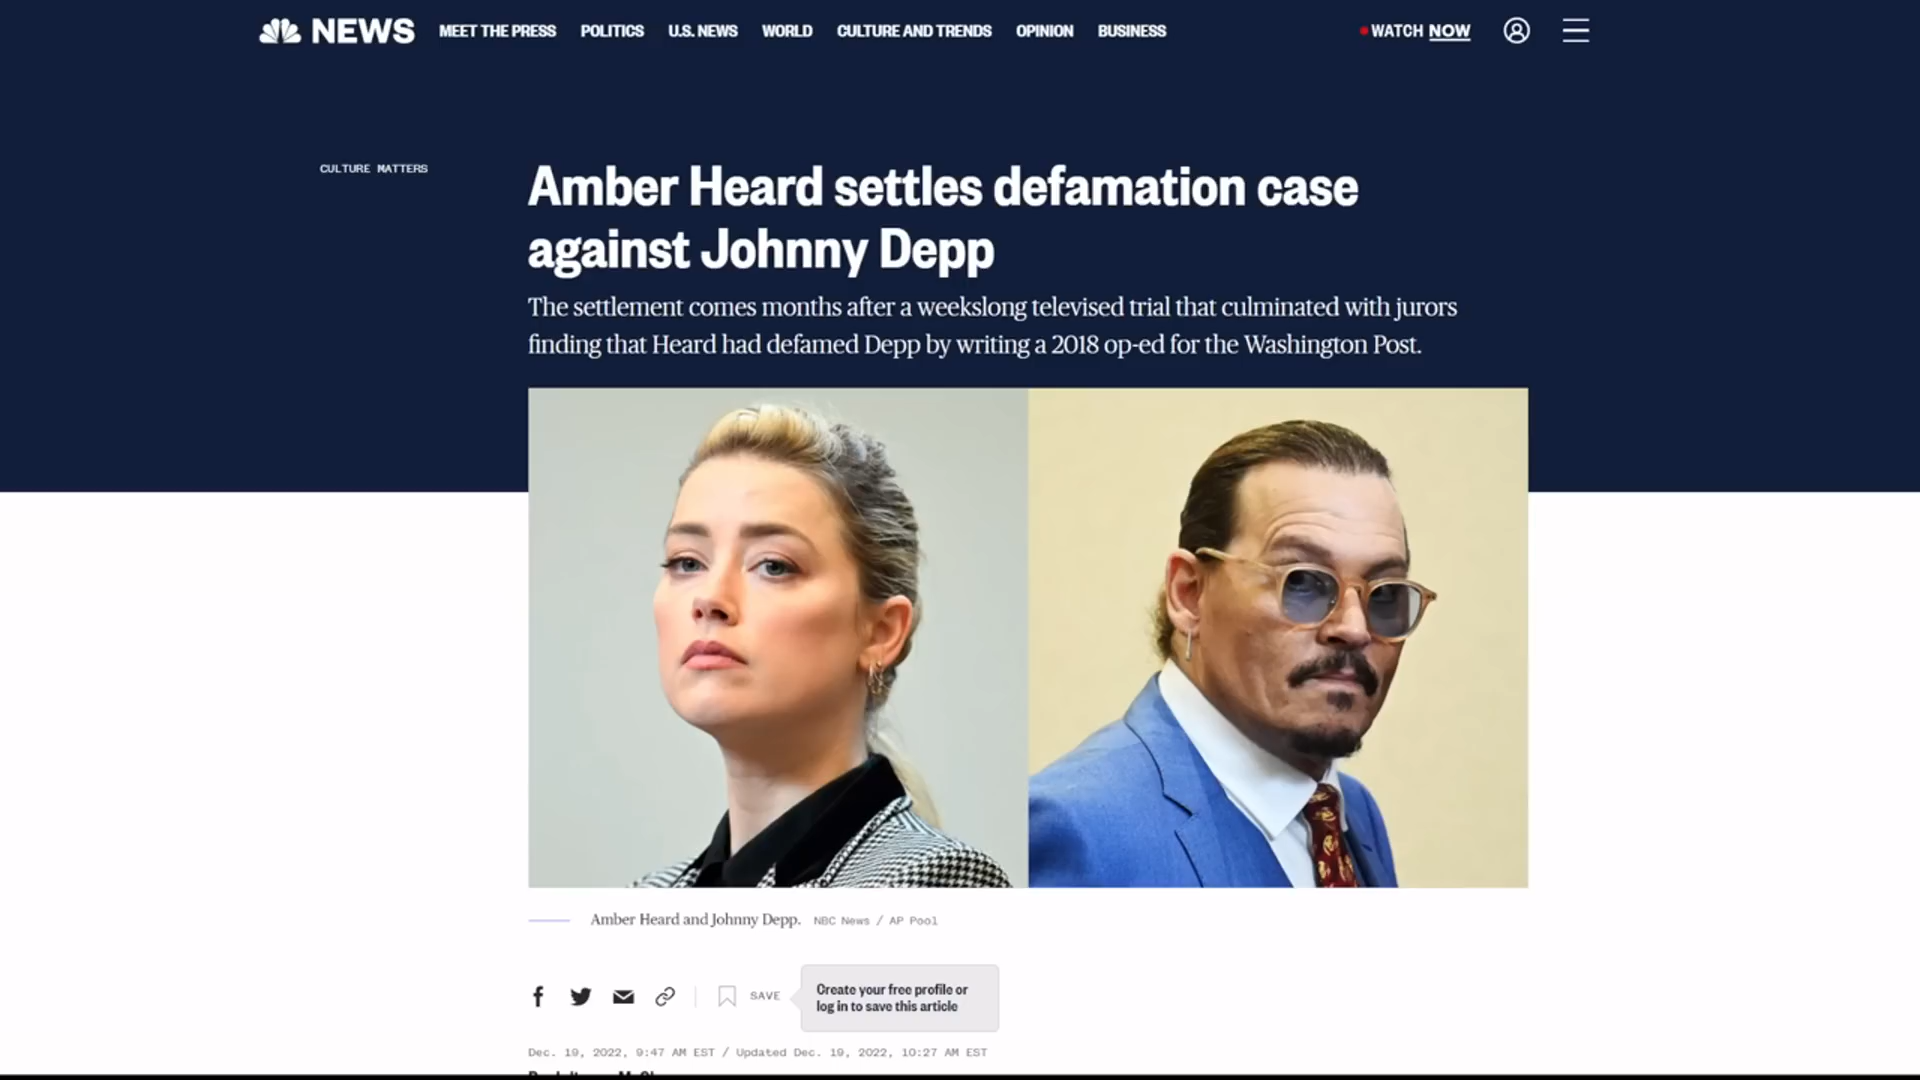 NEWS MEET THE PRESS POLITICS U.S. NEWS WORLD CULTURE AND TRENDS OPINION BUSINESS WATCH NOW
CULTURE MATTERS
Amber Heard settles defamation case
against Johnny Depp
The settlement comes months after a weekslong televised trial that culminated with jurors
finding that Heard had defamed Depp by writing a 2018 op-ed for the Washington Post.
Amber Heard and Johnny Depp. NBC News / AP Pool
SAVE
Create your free profile or
log in to save this article
Dec. 19, 2022, 9:47 AM EST / Updated Dec. 19, 2022, 10:27 AM EST